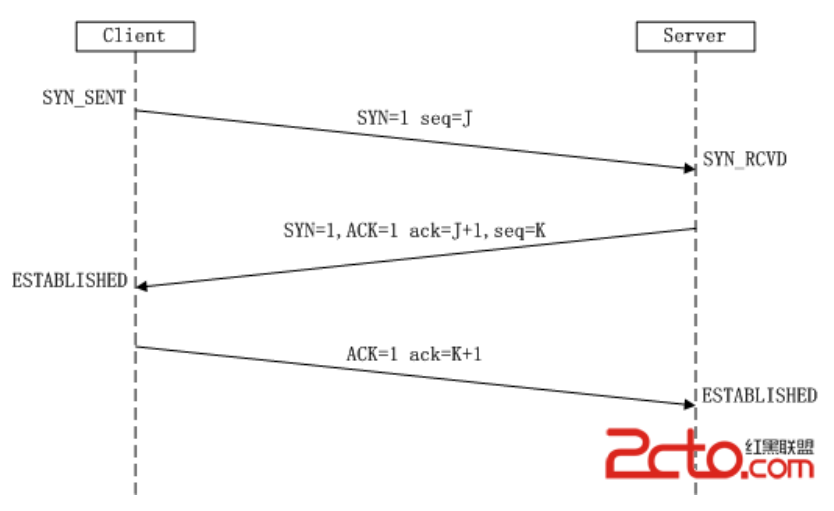 Client
Server
SYN_SENT
SYN=1 seq=J
SYN_RCVD
SYN=1,ACK=1 ack=J+1,seq=K
ESTABLISHED
ACK=1 ack=K+1
ESTABLISHED
2cto
红黑联盟
.com